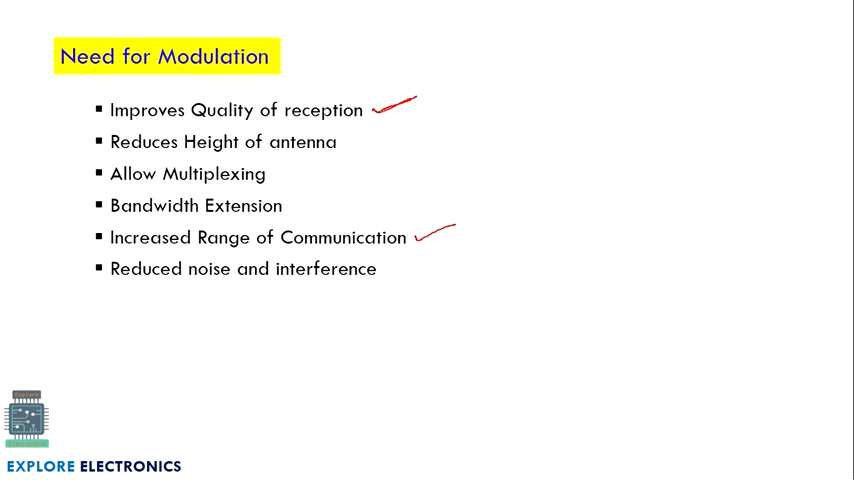 Need for Modulation
▪ Improves Quality of reception
▪ Reduces Height of antenna
▪ Allow Multiplexing
▪ Bandwidth Extension
▪ Increased Range of Communication
▪ Reduced noise and interference
EXPLORE ELECTRONICS